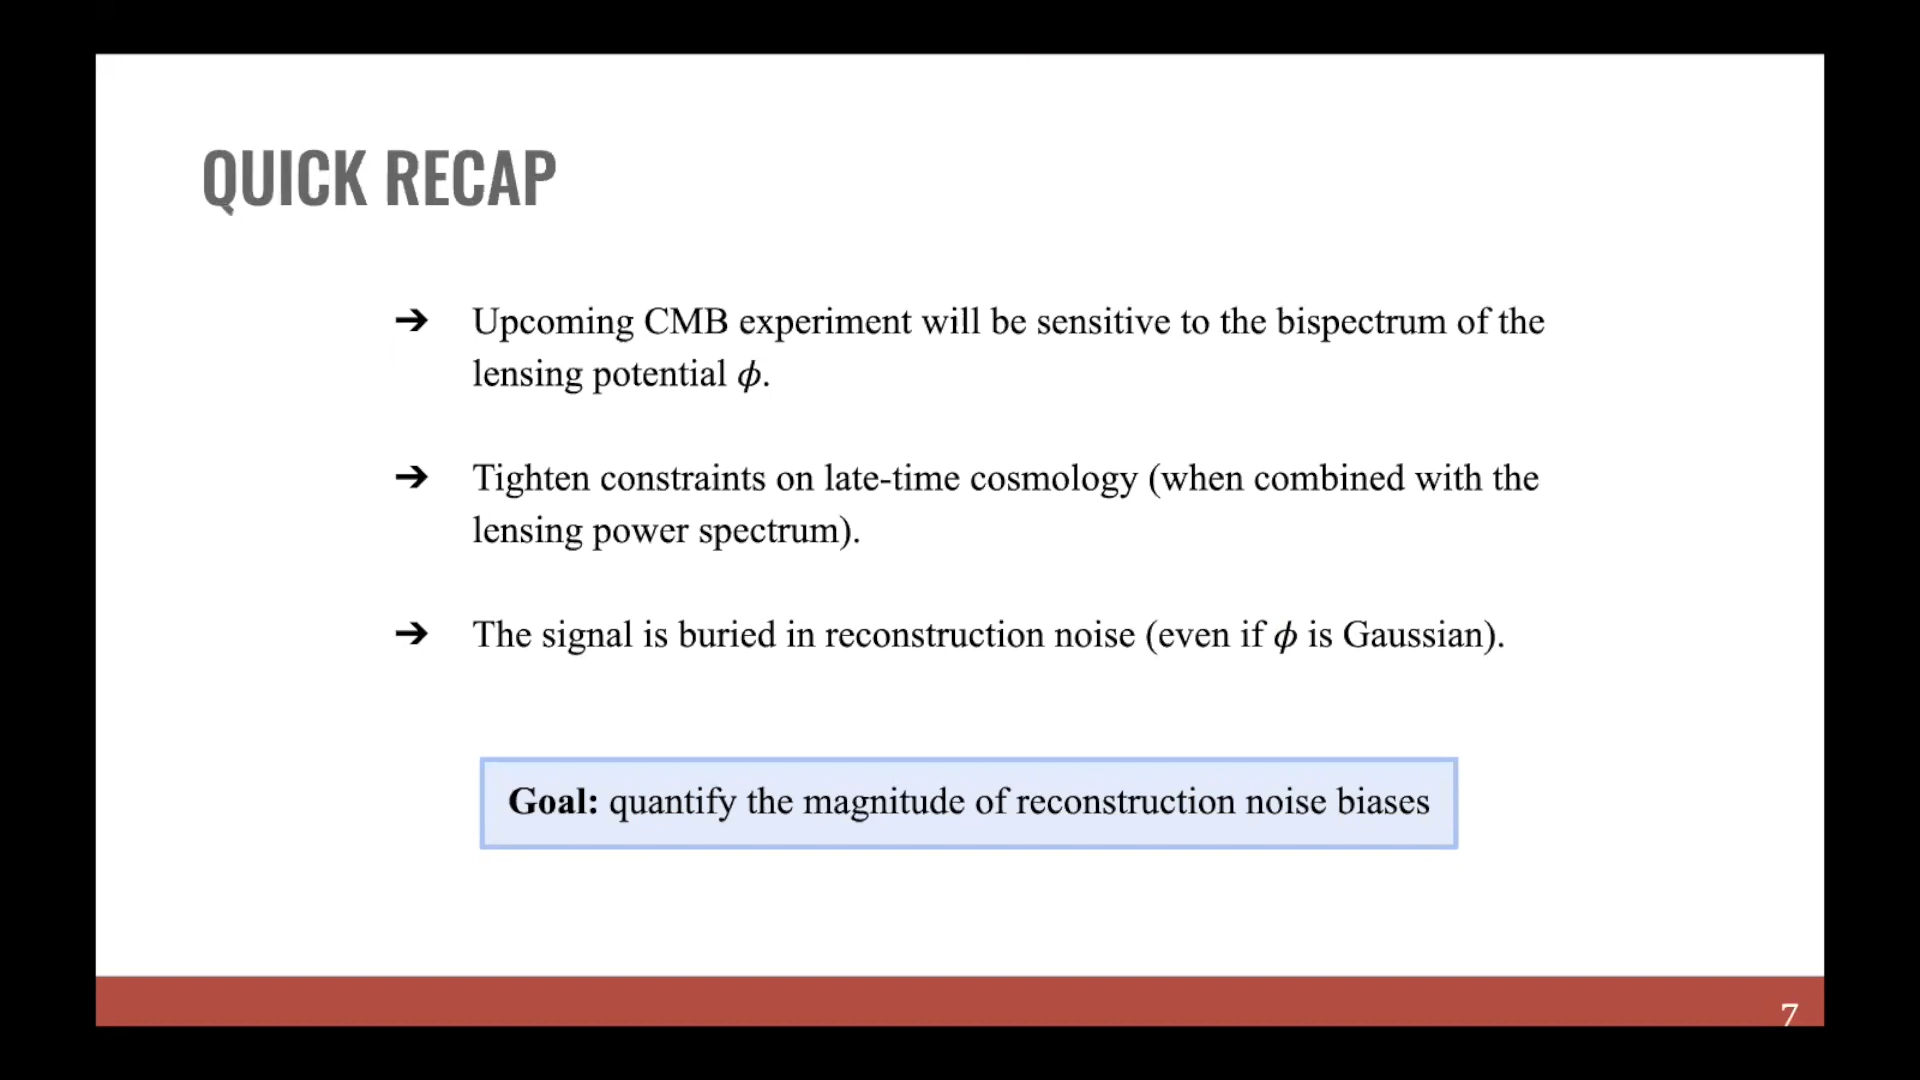 QUICK RECAP
➔ Upcoming CMB experiment will be sensitive to the bispectrum of the
lensing potential ϕ.
➔ Tighten constraints on late-time cosmology (when combined with the
lensing power spectrum).
➔ The signal is buried in reconstruction noise (even if ϕ is Gaussian).
Goal: quantify the magnitude of reconstruction noise biases
7